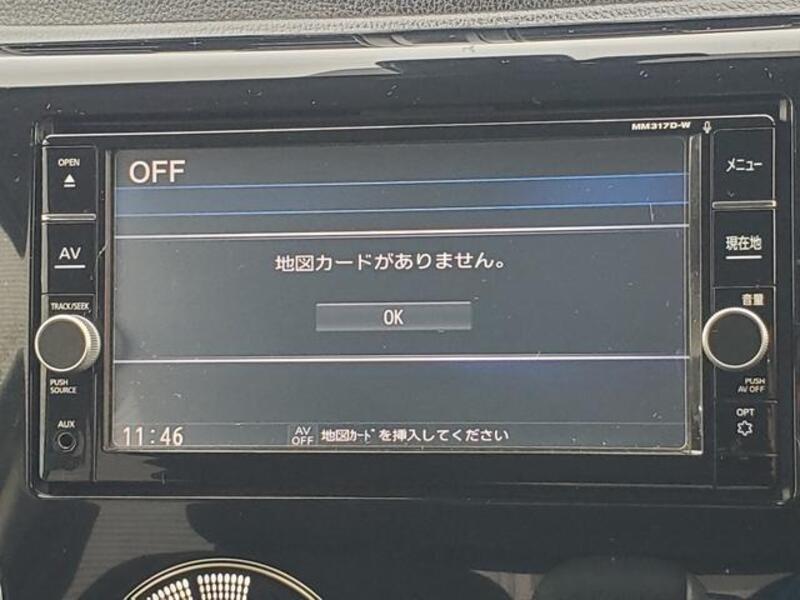 MM317D-W
OPEN
AV
TRACK/SEEK
PUSH
SOURCE
AUX
OFF
地図カードがありません。
OK
11:46
AV
OFF
地図ｶｰﾄﾞを挿入してください
メニュー
現在地
音量
PUSH
AV OFF
OPT